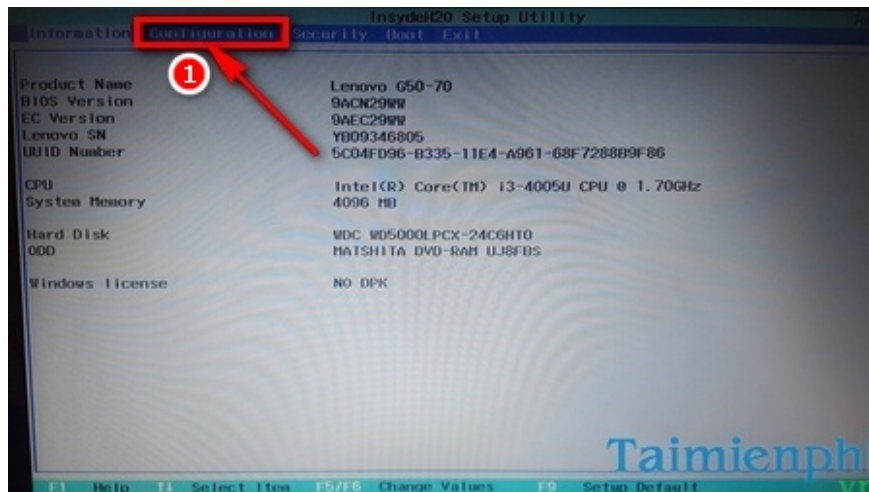 InsydeH20 Setup Utility
Information Configuration Security Boot Exit
1
Product Name Lenovo G50-70
BIOS Version 9ACN29WW
EC Version 9AEC29WW
Lenovo SN YB09346805
UUID Number 5C04FD96-B335-11E4-A961-68F7288B9F86
CPU Intel(R) Core(TM) i3-4005U CPU @ 1.70GHz
System Memory 4096 MB
Hard Disk WDC WD5000LPCX-24C6HT0
ODD MATSHITA DVD-RAM UJ8FBS
Windows license NO DPK
Taimienph
F1 Help ↑↓ Select Item F5/F6 Change Values F9 Setup Default